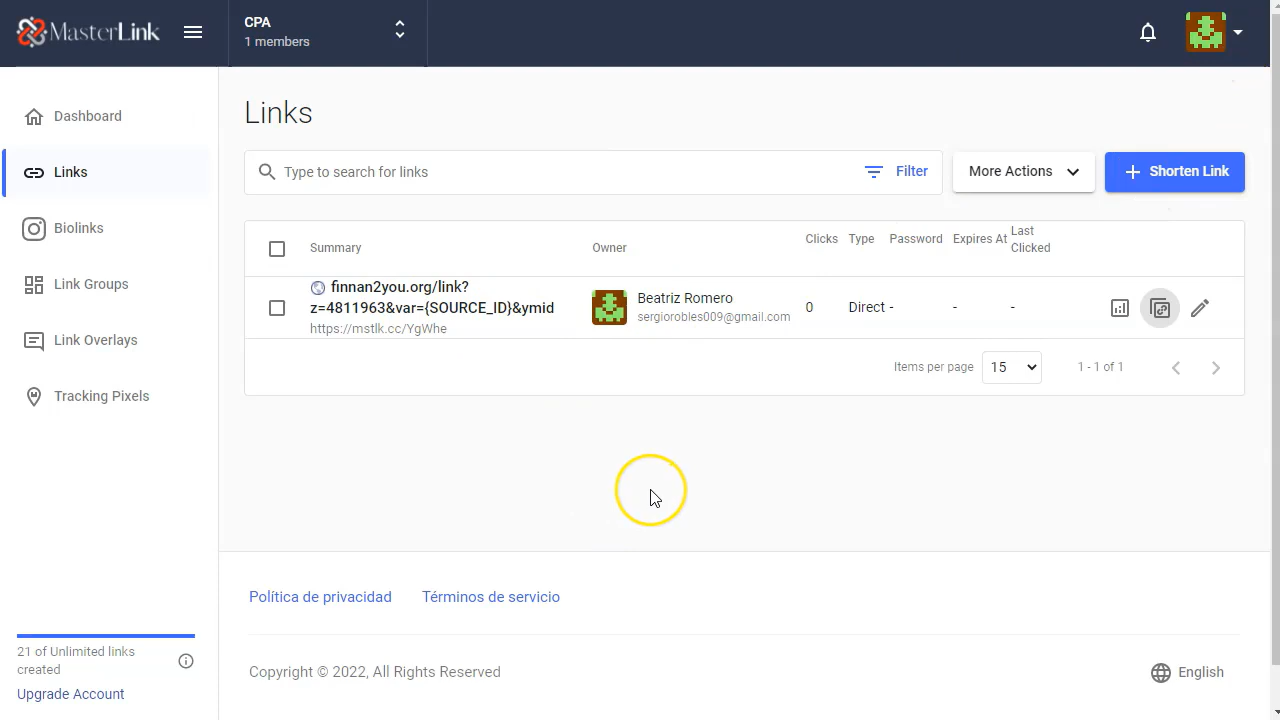 MasterLink
CPA
1 members
Dashboard
Links
Biolinks
Link Groups
Link Overlays
Tracking Pixels
21 of Unlimited links
created
Upgrade Account
Links
Type to search for links
Filter
More Actions
Shorten Link
Summary
Owner
Clicks
Type
Password
Expires At
Last
Clicked
finnan2you.org/link?
z=4811963&var={SOURCE_ID}&ymid
https://mstlk.cc/YgWhe
Beatriz Romero
sergiorobles009@gmail.com
0
Direct
-
-
-
Items per page
15
1 - 1 of 1
Política de privacidad
Términos de servicio
Copyright © 2022, All Rights Reserved
English